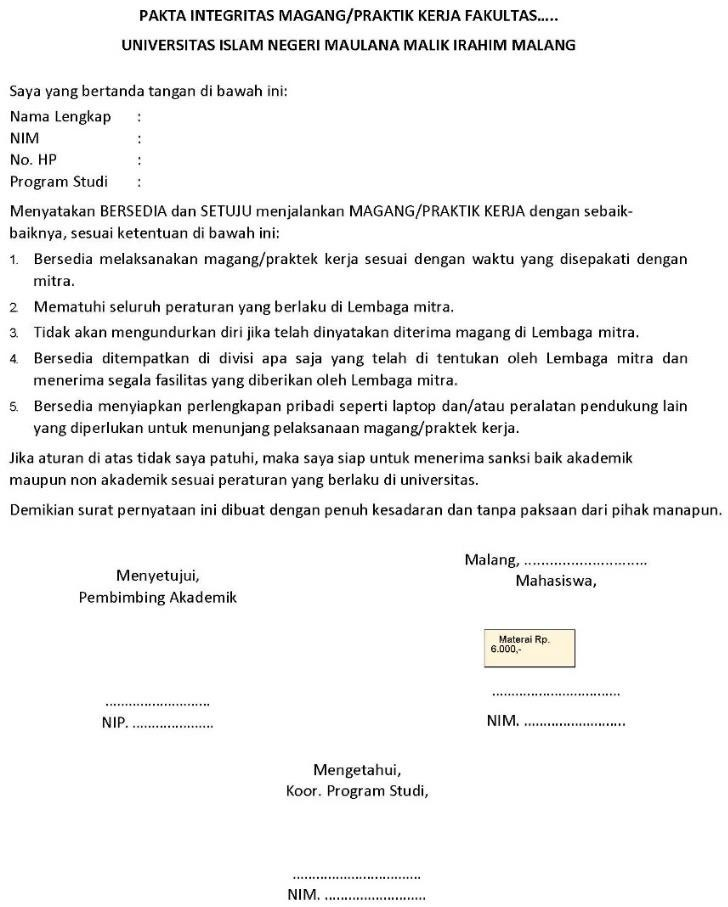 PAKTA INTEGRITAS MAGANG/PRAKTIK KERJA FAKULTAS.....
UNIVERSITAS ISLAM NEGERI MAULANA MALIK IRAHIM MALANG
Saya yang bertanda tangan di bawah ini:
Nama Lengkap :
NIM :
No. HP :
Program Studi :
Menyatakan BERSEDIA dan SETUJU menjalankan MAGANG/PRAKTIK KERJA dengan sebaik-
baiknya, sesuai ketentuan di bawah ini:
1. Bersedia melaksanakan magang/praktek kerja sesuai dengan waktu yang disepakati dengan
mitra.
2. Mematuhi seluruh peraturan yang berlaku di Lembaga mitra.
3. Tidak akan mengundurkan diri jika telah dinyatakan diterima magang di Lembaga mitra.
4. Bersedia ditempatkan di divisi apa saja yang telah di tentukan oleh Lembaga mitra dan
menerima segala fasilitas yang diberikan oleh Lembaga mitra.
5. Bersedia menyiapkan perlengkapan pribadi seperti laptop dan/atau peralatan pendukung lain
yang diperlukan untuk menunjang pelaksanaan magang/praktek kerja.
Jika aturan di atas tidak saya patuhi, maka saya siap untuk menerima sanksi baik akademik
maupun non akademik sesuai peraturan yang berlaku di universitas.
Demikian surat pernyataan ini dibuat dengan penuh kesadaran dan tanpa paksaan dari pihak manapun.
Malang, .............................
Menyetujui,
Mahasiswa,
Pembimbing Akademik
Materai Rp.
6.000,-
.................................
...........................
NIM. ..........................
NIP. .....................
Mengetahui,
Koor. Program Studi,
.................................
NIM. ..........................